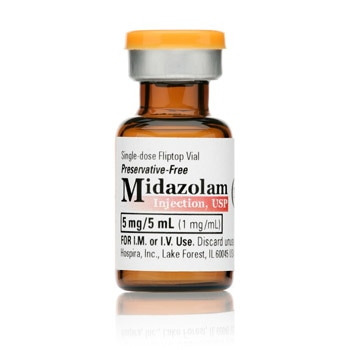 Single-dose Fliptop Vial
Preservative-Free
Midazolam
Injection, USP
5 mg/5 mL (1 mg/mL)
FOR I.M. or I.V. Use. Discard
Hospira, Inc., Lake Forest, IL 60045